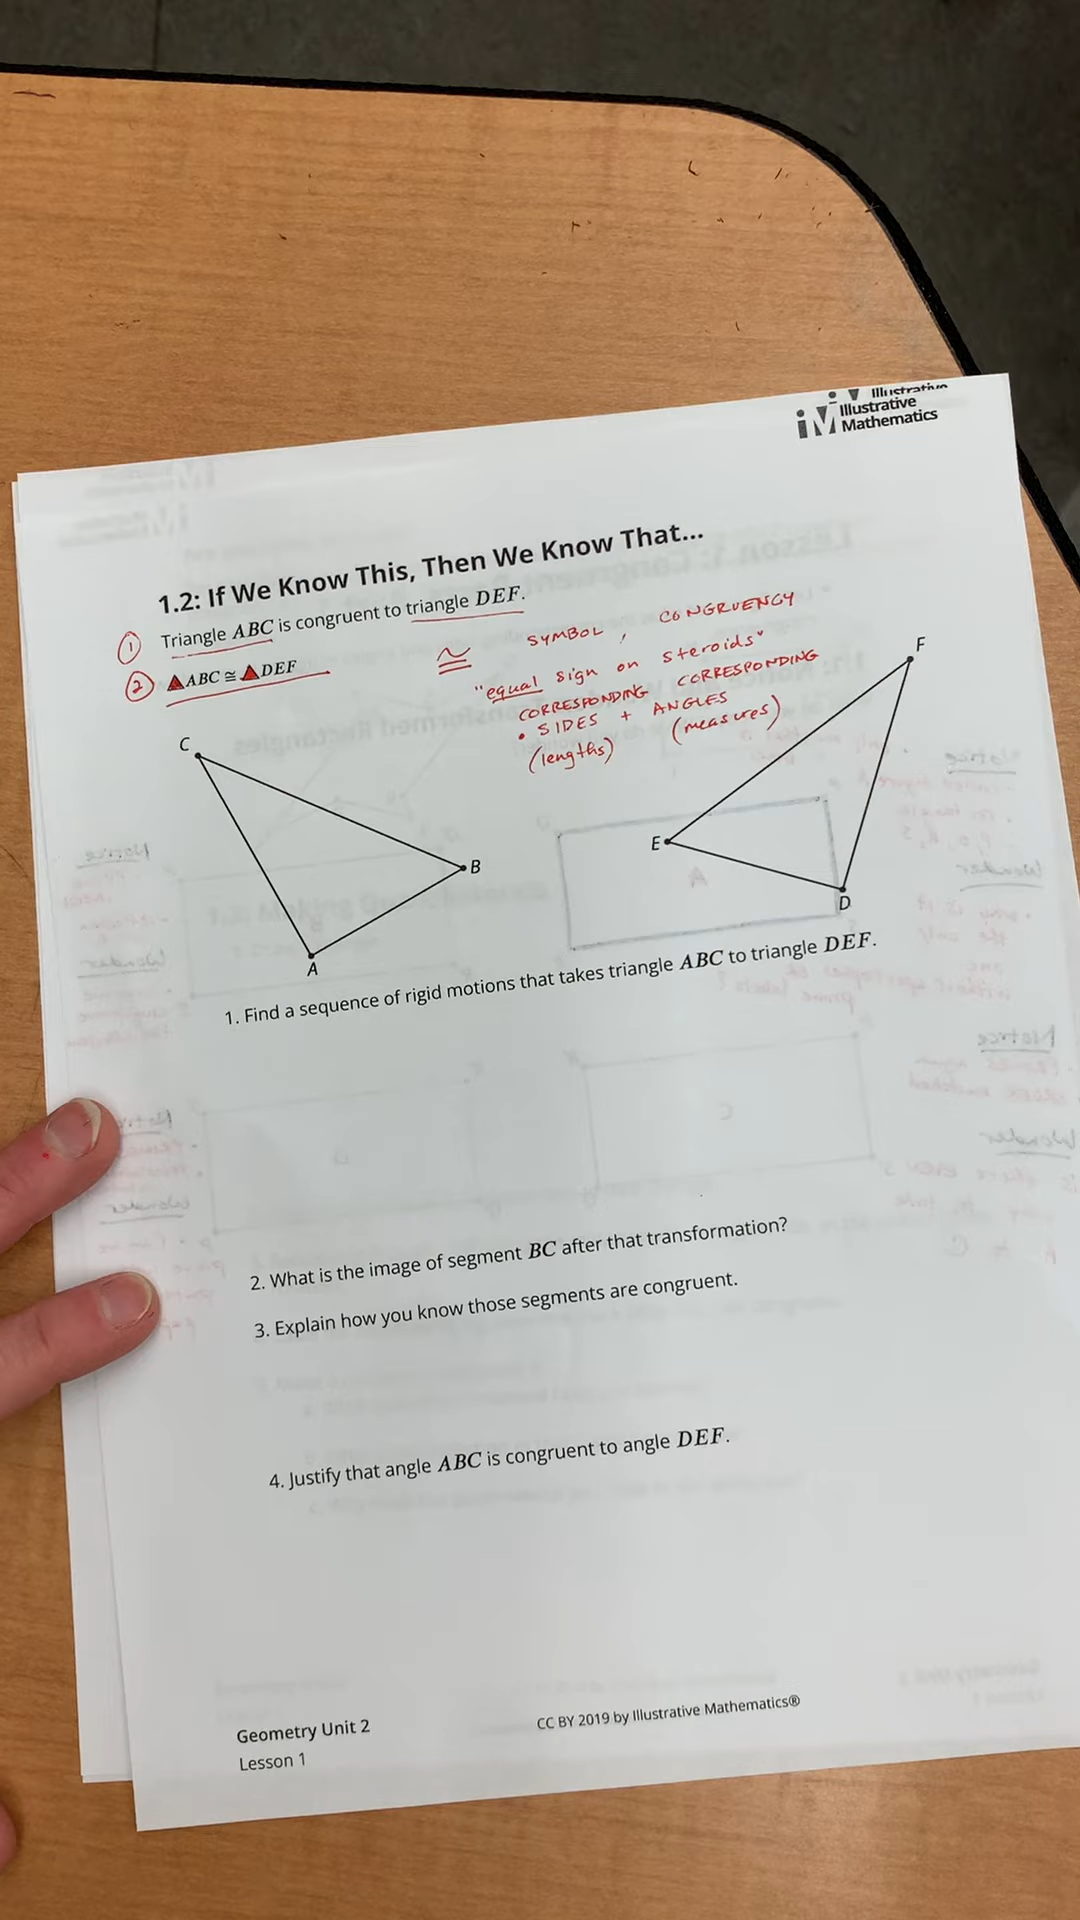 Illustrative
Illustrative
Mathematics
1.2: If We Know This, Then We Know That...
① Triangle ABC is congruent to triangle DEF.
② ▲ABC ≅ ▲DEF
≅ SYMBOL, CONGRUENCY
"equal sign on steroids"
CORRESPONDING CORRESPONDING
• SIDES + ANGLES
(lengths) (measures)
C
B
A
F
E
D
1. Find a sequence of rigid motions that takes triangle ABC to triangle DEF.
2. What is the image of segment BC after that transformation?
3. Explain how you know those segments are congruent.
4. Justify that angle ABC is congruent to angle DEF.
Geometry Unit 2
Lesson 1
CC BY 2019 by Illustrative Mathematics®